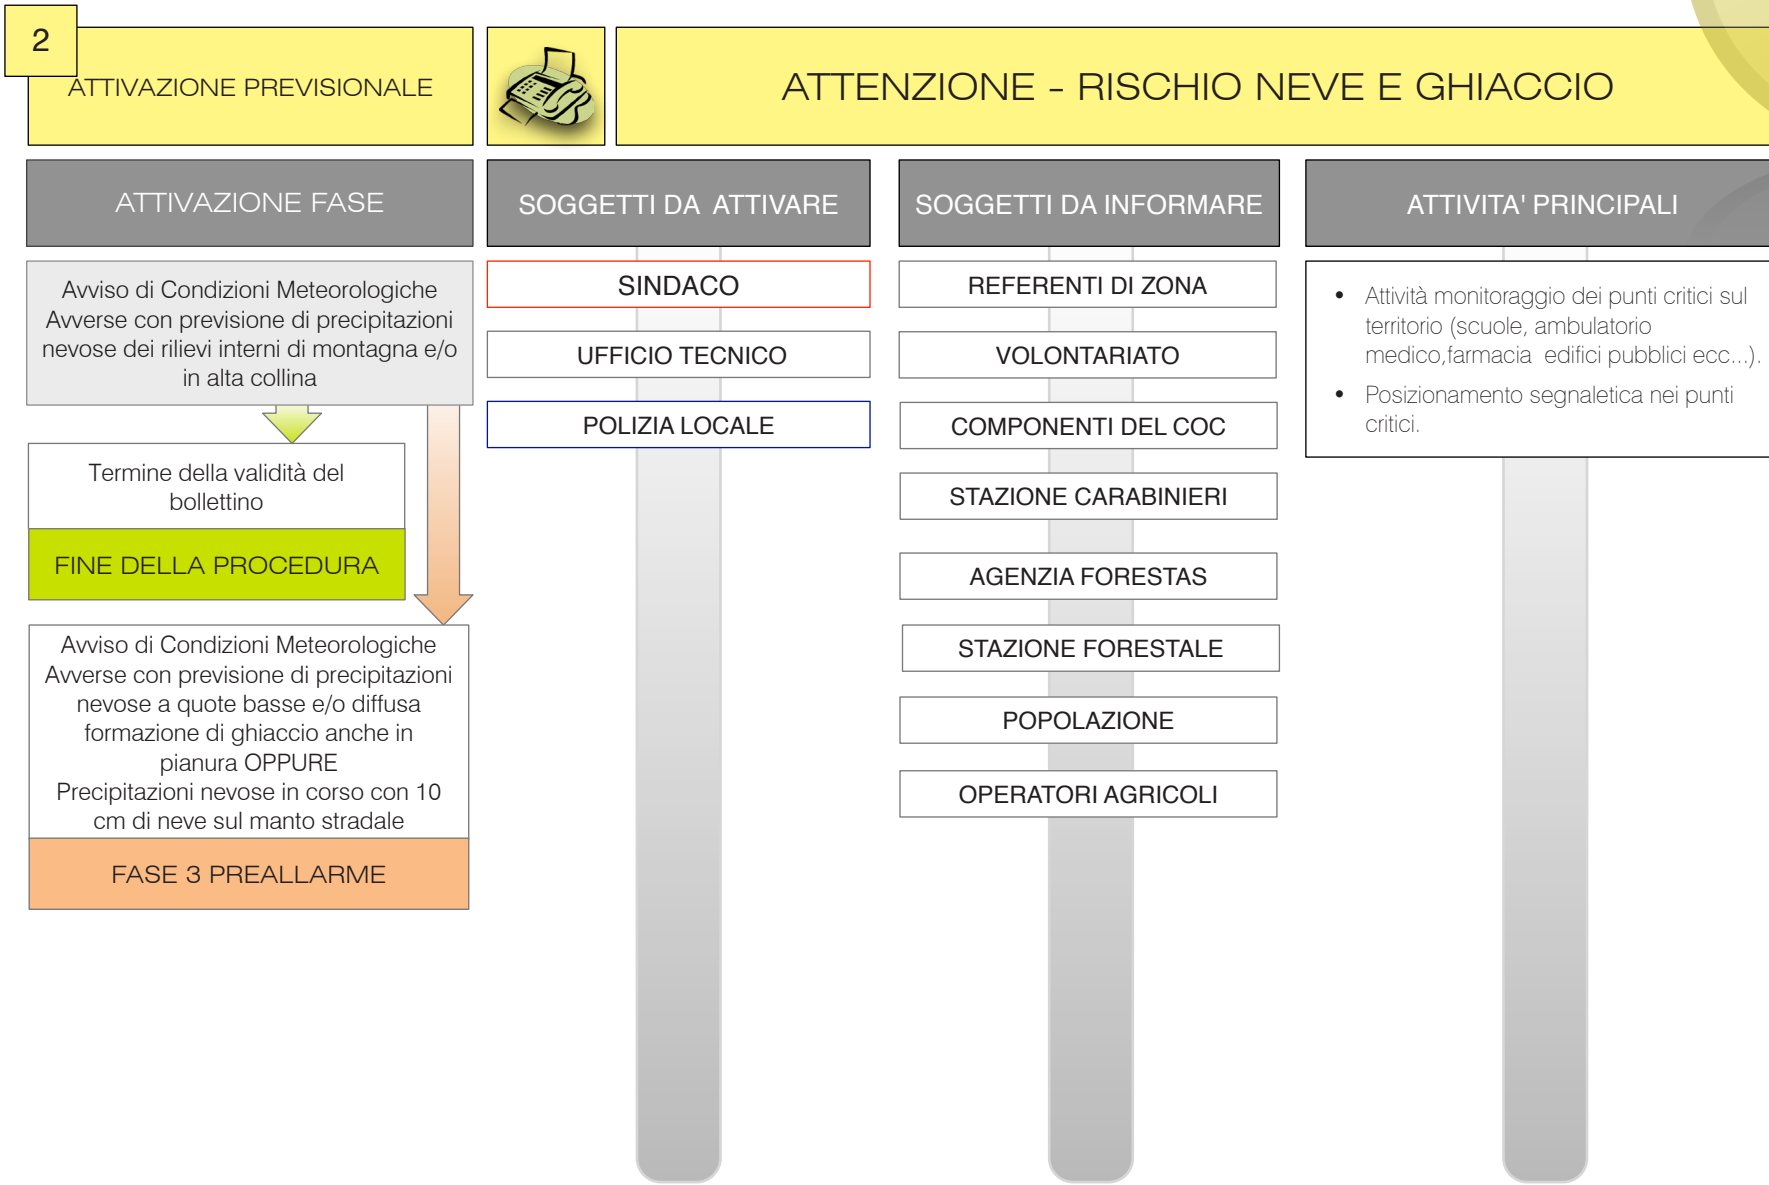 2
ATTIVAZIONE PREVISIONALE
ATTENZIONE - RISCHIO NEVE E GHIACCIO
ATTIVAZIONE FASE
Avviso di Condizioni Meteorologiche
Avverse con previsione di precipitazioni
nevose dei rilievi interni di montagna e/o
in alta collina
Termine della validità del
bollettino
FINE DELLA PROCEDURA
Avviso di Condizioni Meteorologiche
Avverse con previsione di precipitazioni
nevose a quote basse e/o diffusa
formazione di ghiaccio anche in
pianura OPPURE
Precipitazioni nevose in corso con 10
cm di neve sul manto stradale
FASE 3 PREALLARME
SOGGETTI DA ATTIVARE
SINDACO
UFFICIO TECNICO
POLIZIA LOCALE
SOGGETTI DA INFORMARE
REFERENTI DI ZONA
VOLONTARIATO
COMPONENTI DEL COC
STAZIONE CARABINIERI
AGENZIA FORESTAS
STAZIONE FORESTALE
POPOLAZIONE
OPERATORI AGRICOLI
ATTIVITA' PRINCIPALI
• Attività monitoraggio dei punti critici sul
territorio (scuole, ambulatorio
medico,farmacia edifici pubblici ecc...).
• Posizionamento segnaletica nei punti
critici.